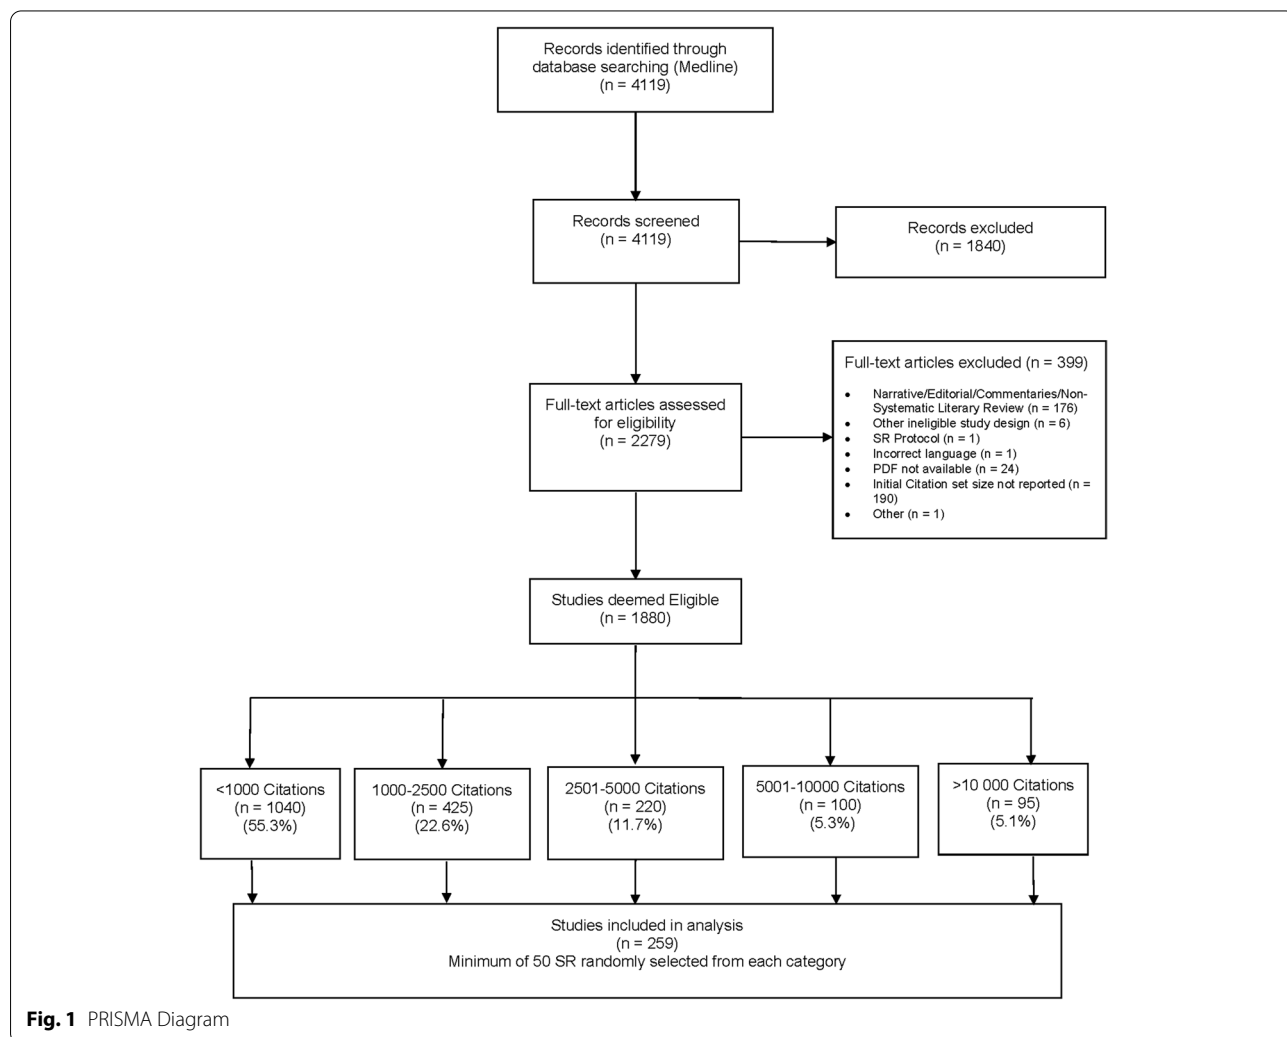 Records identified through
database searching (Medline)
(n = 4119)
Records screened
(n = 4119)
Records excluded
(n = 1840)
Full-text articles assessed
for eligibility
(n = 2279)
Full-text articles excluded (n = 399)
• Narrative/Editorial/Commentaries/Non-
Systematic Literary Review (n = 176)
• Other ineligible study design (n = 6)
• SR Protocol (n = 1)
• Incorrect language (n = 1)
• PDF not available (n = 24)
• Initial Citation set size not reported (n =
190)
• Other (n = 1)
Studies deemed Eligible
(n = 1880)
<1000 Citations
(n = 1040)
(55.3%)
1000-2500 Citations
(n = 425)
(22.6%)
2501-5000 Citations
(n = 220)
(11.7%)
5001-10000 Citations
(n = 100)
(5.3%)
>10 000 Citations
(n = 95)
(5.1%)
Studies included in analysis
(n = 259)
Minimum of 50 SR randomly selected from each category
Fig. 1 PRISMA Diagram